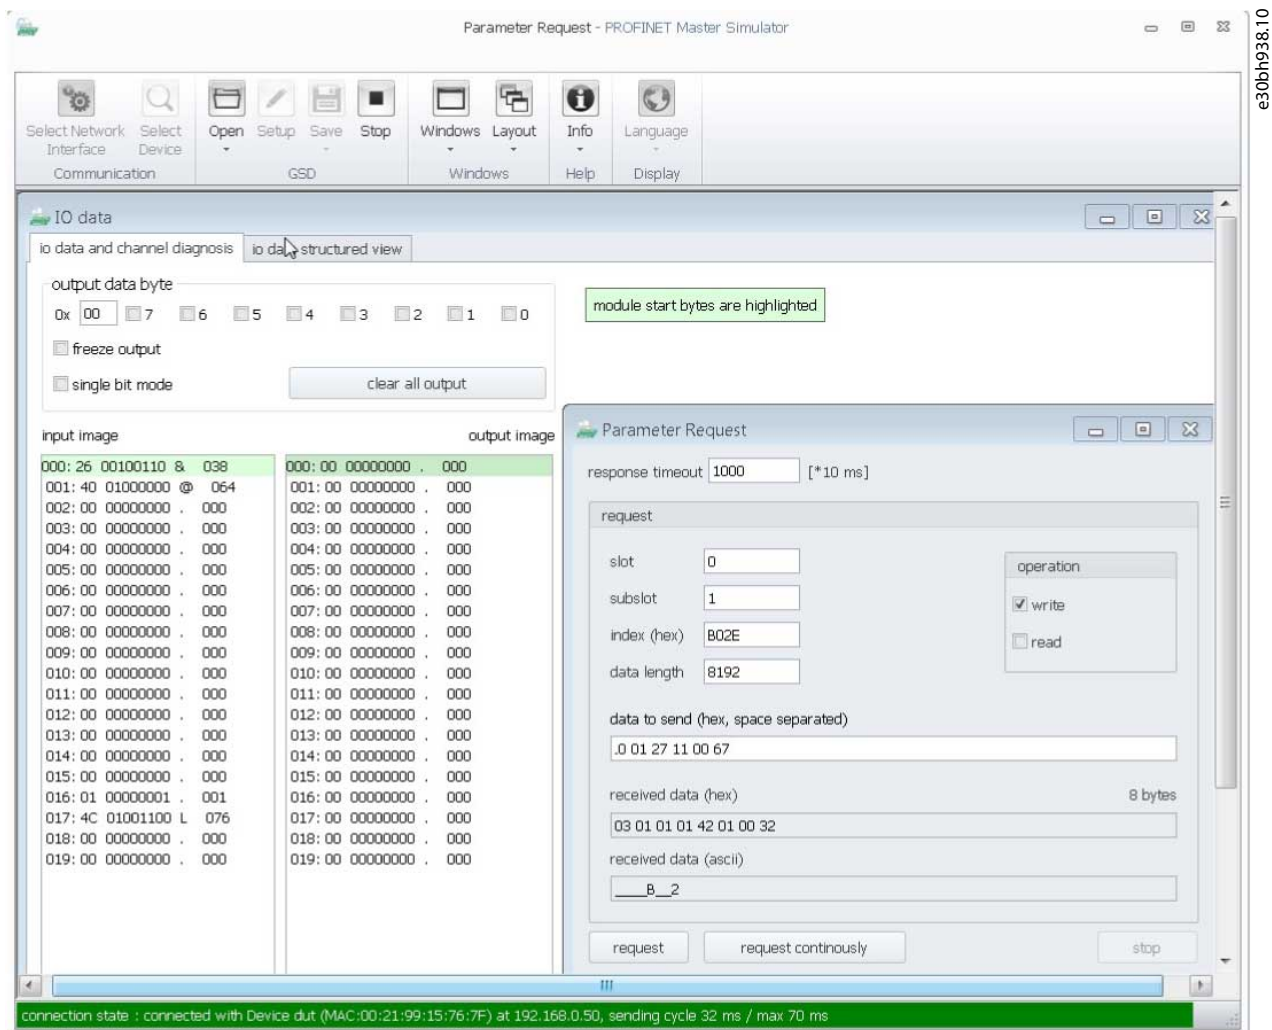 Parameter Request - PROFINET Master Simulator
e30bh938.10
Select Network Interface
Select Device
Open
Setup
Save
Stop
Windows
Layout
Info
Language
Communication
GSD
Windows
Help
Display
IO data
io data and channel diagnosis
io da structured view
output data byte
0x 00 7 6 5 4 3 2 1 0
module start bytes are highlighted
freeze output
single bit mode
clear all output
input image
output image
000: 26 00100110 & 038
001: 40 01000000 @ 064
002: 00 00000000 . 000
003: 00 00000000 . 000
004: 00 00000000 . 000
005: 00 00000000 . 000
006: 00 00000000 . 000
007: 00 00000000 . 000
008: 00 00000000 . 000
009: 00 00000000 . 000
010: 00 00000000 . 000
011: 00 00000000 . 000
012: 00 00000000 . 000
013: 00 00000000 . 000
014: 00 00000000 . 000
015: 00 00000000 . 000
016: 01 00000001 . 001
017: 4C 01001100 L 076
018: 00 00000000 . 000
019: 00 00000000 . 000
000: 00 00000000 . 000
001: 00 00000000 . 000
002: 00 00000000 . 000
003: 00 00000000 . 000
004: 00 00000000 . 000
005: 00 00000000 . 000
006: 00 00000000 . 000
007: 00 00000000 . 000
008: 00 00000000 . 000
009: 00 00000000 . 000
010: 00 00000000 . 000
011: 00 00000000 . 000
012: 00 00000000 . 000
013: 00 00000000 . 000
014: 00 00000000 . 000
015: 00 00000000 . 000
016: 00 00000000 . 000
017: 00 00000000 . 000
018: 00 00000000 . 000
019: 00 00000000 . 000
Parameter Request
response timeout 1000 [*10 ms]
request
slot 0
subslot 1
index (hex) B02E
data length 8192
operation
write
read
data to send (hex, space separated)
.0 01 27 11 00 67
received data (hex) 8 bytes
03 01 01 01 42 01 00 32
received data (ascii)
____B__2
request
request continously
stop
connection state : connected with Device dut (MAC:00:21:99:15:76:7F) at 192.168.0.50, sending cycle 32 ms / max 70 ms